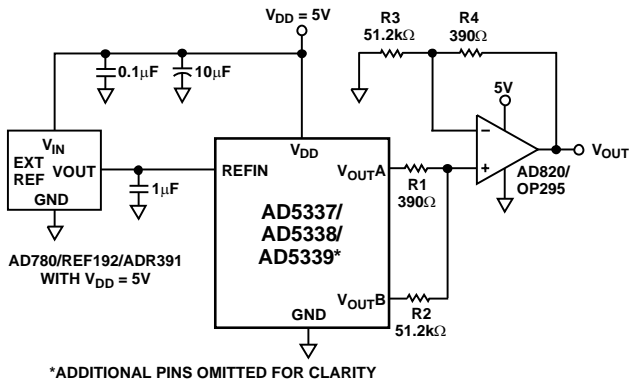 V_DD = 5V
R3
51.2kΩ
R4
390Ω
0.1μF
10μF
5V
V_IN
EXT
REF
VOUT
GND
1μF
REFIN
V_DD
V_OUTA
R1
390Ω
AD5337/
AD5338/
AD5339*
V_OUTB
R2
51.2kΩ
GND
−
+
V_OUT
AD820/
OP295
AD780/REF192/ADR391
WITH V_DD = 5V
*ADDITIONAL PINS OMITTED FOR CLARITY